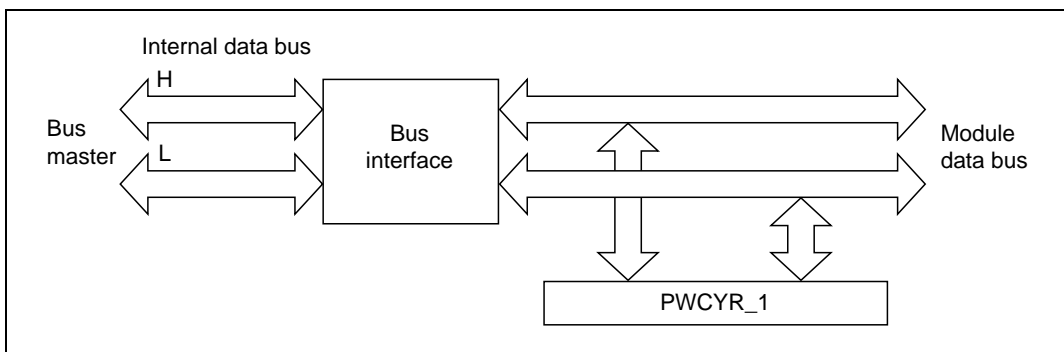 Internal data bus
H
Bus
master
L
Bus
interface
Module
data bus
PWCYR_1